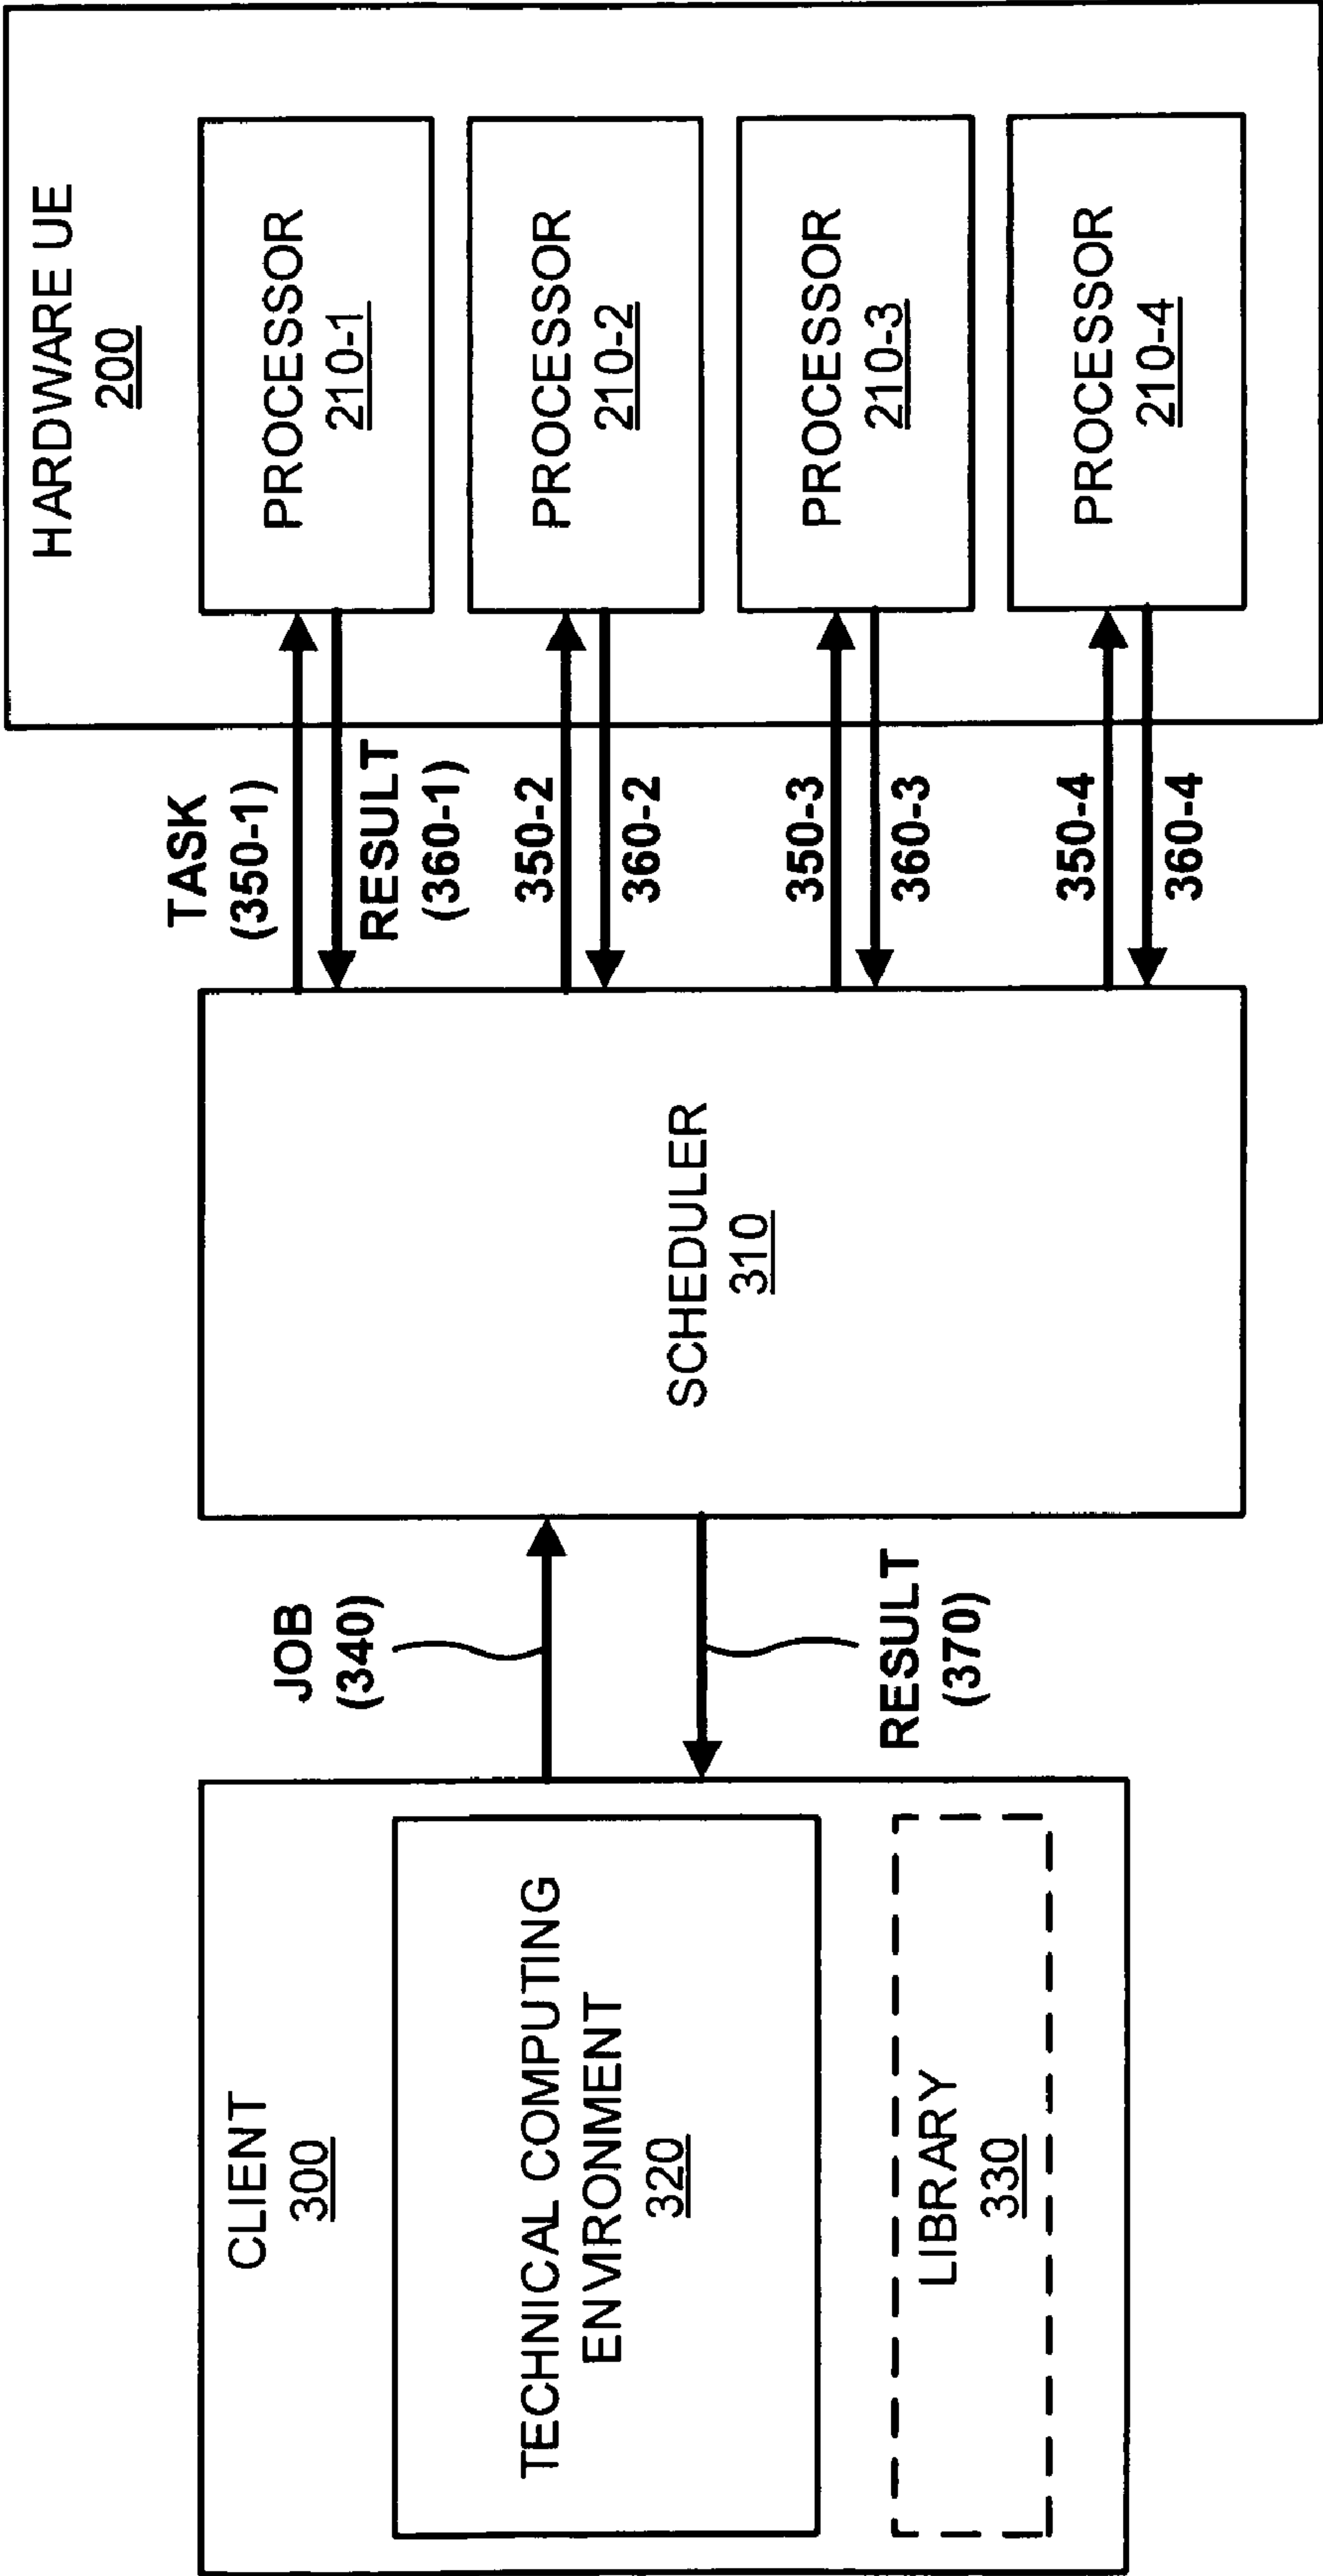 CLIENT
300
TECHNICAL COMPUTING
ENVIRONMENT
320
LIBRARY
330
JOB
(340)
RESULT
(370)
SCHEDULER
310
TASK
(350-1)
RESULT
(360-1)
350-2
360-2
350-3
360-3
350-4
360-4
HARDWARE UE
200
PROCESSOR
210-1
PROCESSOR
210-2
PROCESSOR
210-3
PROCESSOR
210-4